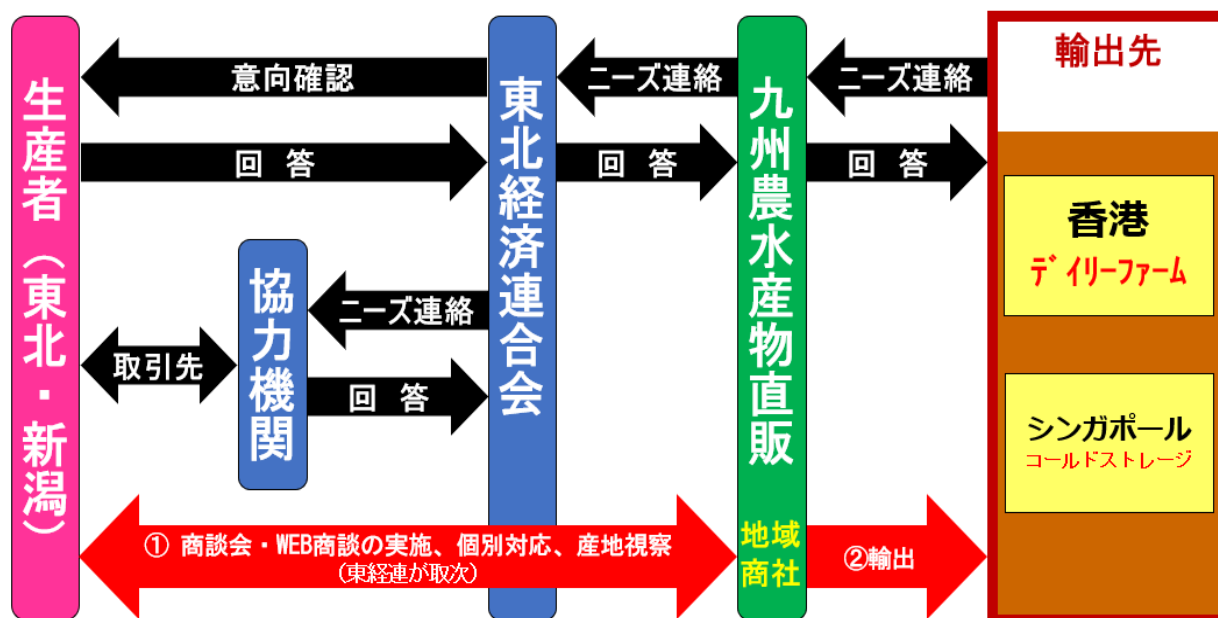 生産者（東北・新潟）
意向確認
回答
取引先
協力機関
ニーズ連絡
回答
東北経済連合会
ニーズ連絡
回答
九州農水産物直販
地域
商社
ニーズ連絡
回答
輸出先
香港
デイリーファーム
シンガポール
コールドストレージ
① 商談会・WEB商談の実施、個別対応、産地視察
（東経連が取次）
②輸出